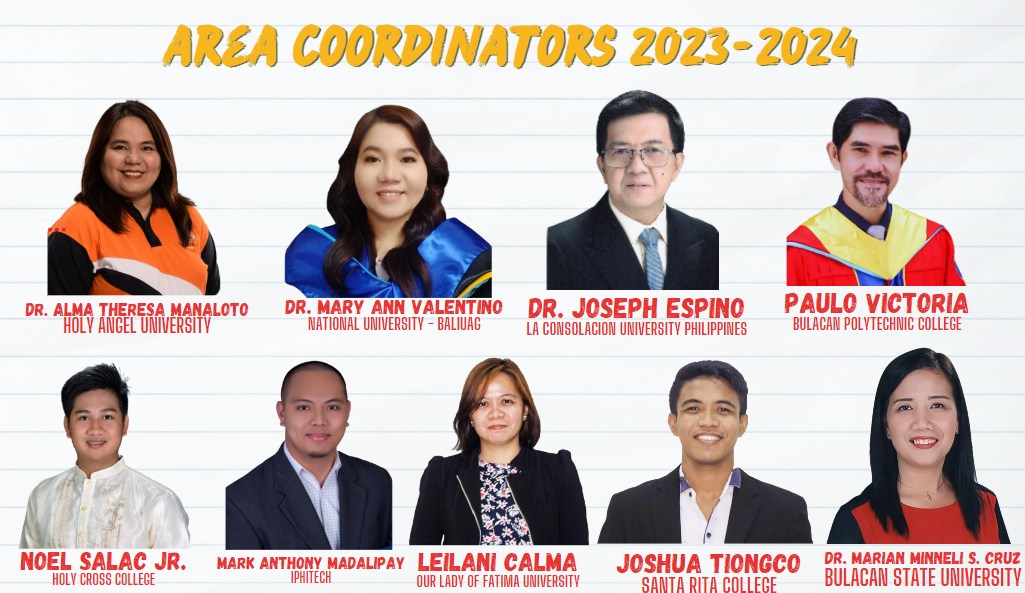 AREA COORDINATORS 2023-2024
DR. ALMA THERESA MANALOTO
HOLY ANGEL UNIVERSITY
DR. MARY ANN VALENTINO
NATIONAL UNIVERSITY - BALIUAG
DR. JOSEPH ESPINO
LA CONSOLACION UNIVERSITY PHILIPPINES
PAULO VICTORIA
BULACAN POLYTECHNIC COLLEGE
NOEL SALAC JR.
HOLY CROSS COLLEGE
MARK ANTHONY MADALIPAY
IPHITECH
LEILANI CALMA
OUR LADY OF FATIMA UNIVERSITY
JOSHUA TIONGCO
SANTA RITA COLLEGE
DR. MARIAN MINNELI S. CRUZ
BULACAN STATE UNIVERSITY